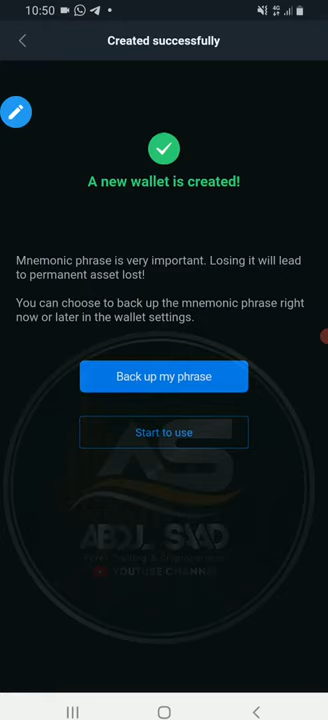 10:50
4G
Created successfully
A new wallet is created!
Mnemonic phrase is very important. Losing it will lead
to permanent asset lost!
You can choose to back up the mnemonic phrase right
now or later in the wallet settings.
Back up my phrase
Start to use
AS
YOUTUBE CHANNEL